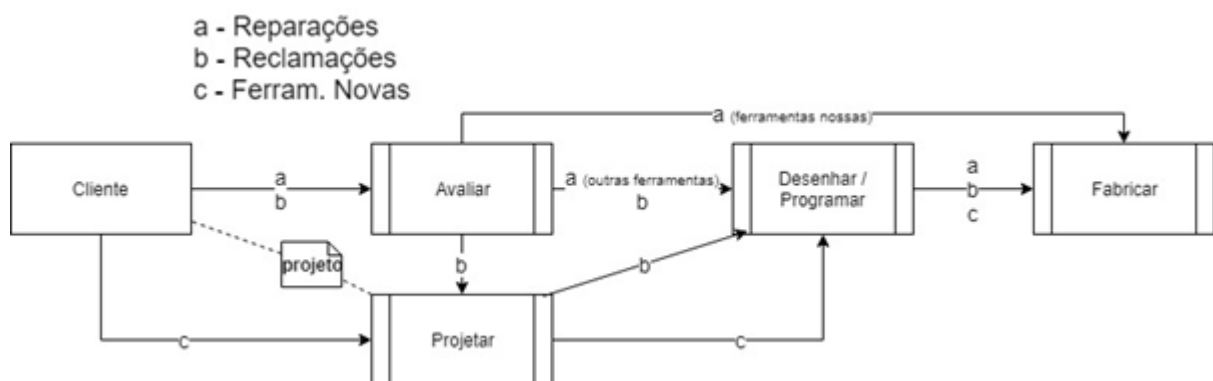 a - Reparações
b - Reclamações
c - Ferram. Novas
a (ferramentas nossas)
Cliente
a
b
Avaliar
a (outras ferramentas)
b
Desenhar /
Programar
a
b
c
Fabricar
projeto
b
b
c
Projetar
c